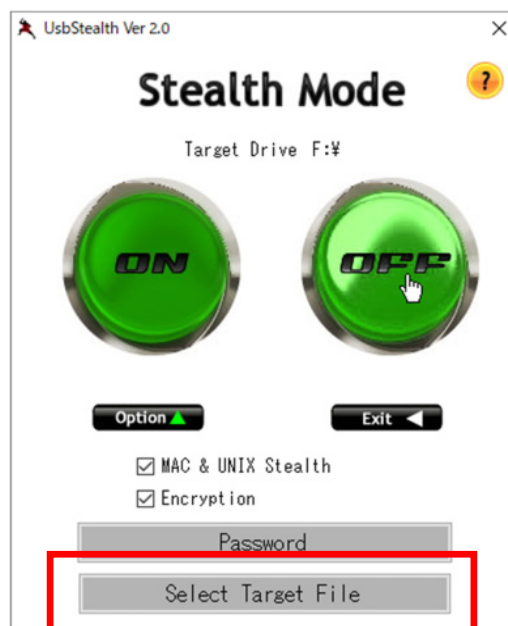 UsbStealth Ver 2.0
Stealth Mode
?
Target Drive F:¥
ON OFF
Option Exit
MAC & UNIX Stealth
Encryption
Password
Select Target File